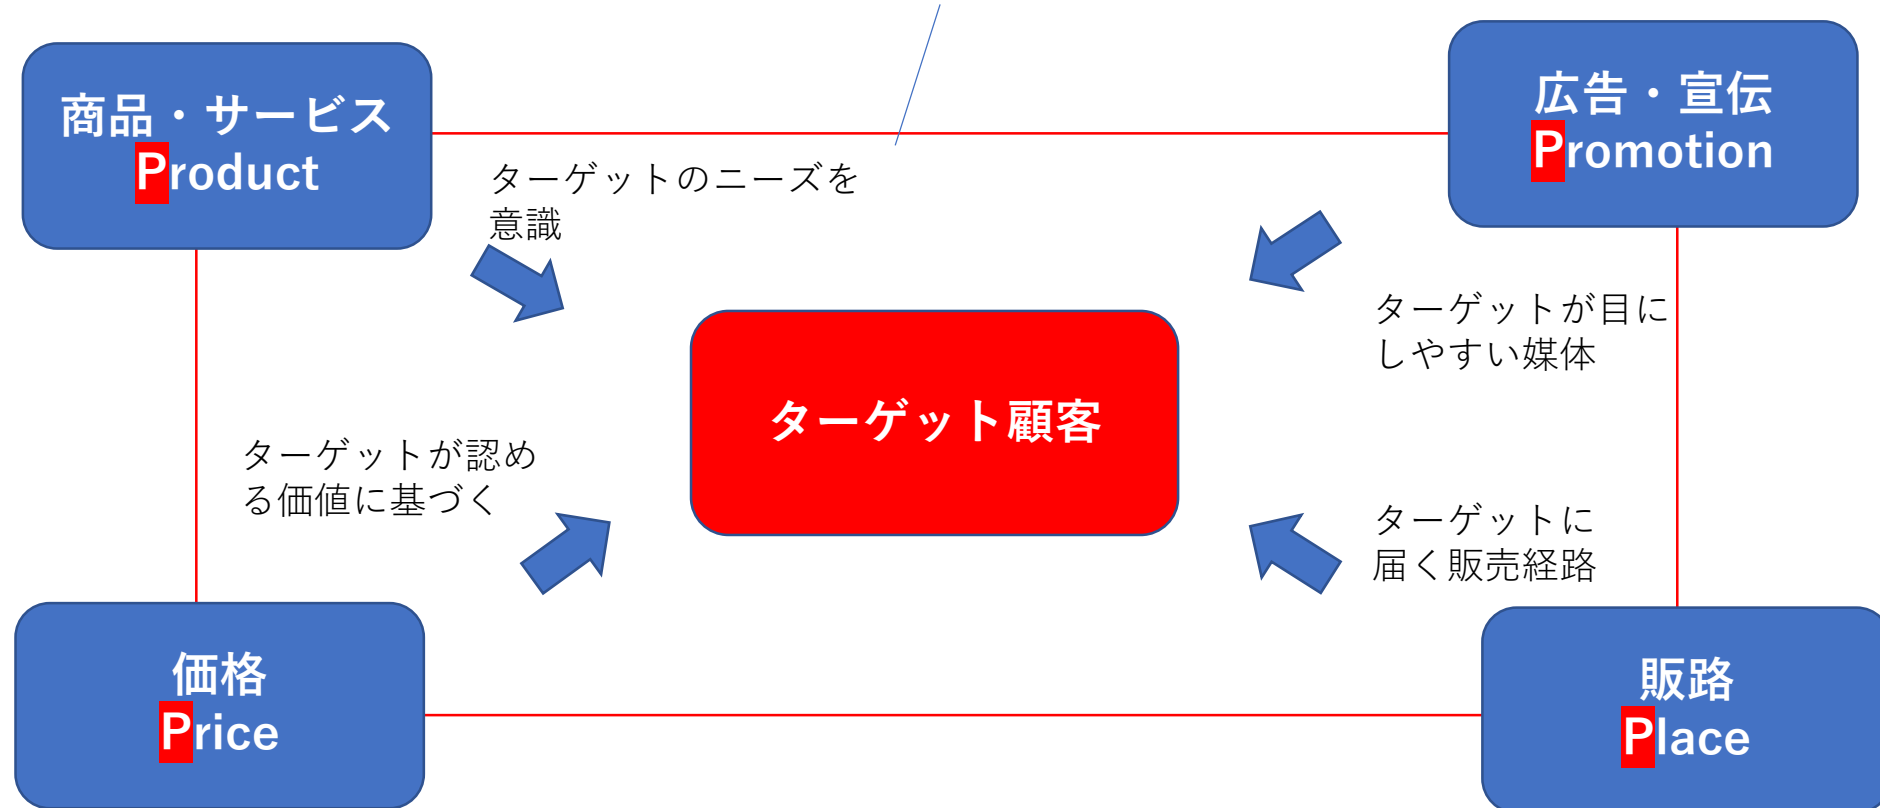 商品・サービス
Product
広告・宣伝
Promotion
ターゲットのニーズを
意識
ターゲットが目に
しやすい媒体
ターゲット顧客
ターゲットが認め
る価値に基づく
ターゲットに
届く販売経路
価格
Price
販路
Place